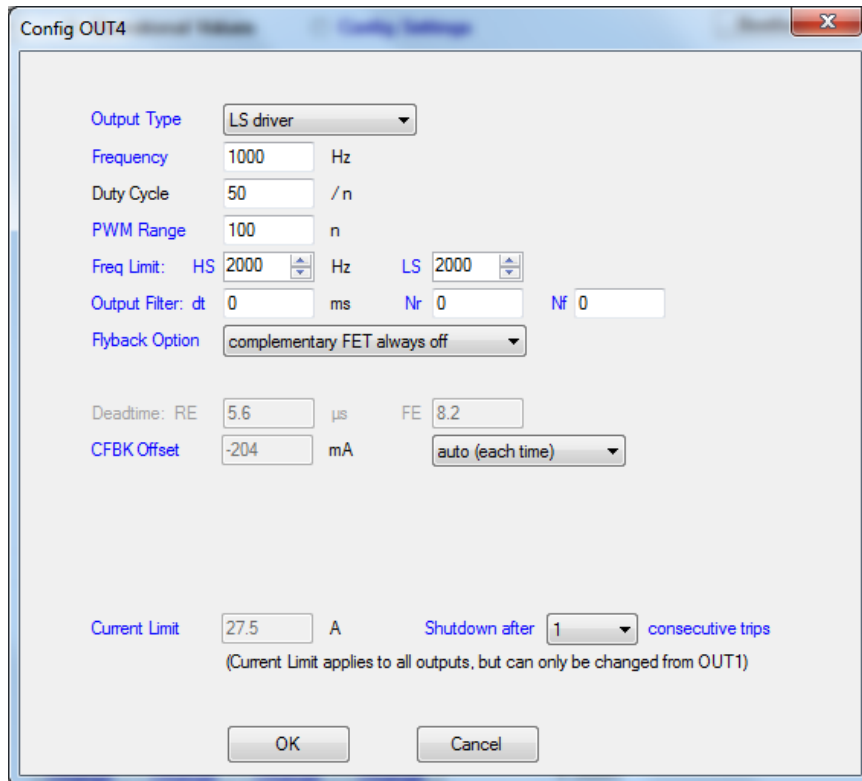 Config OUT4
Config Settings
Output Type LS driver
Frequency 1000 Hz
Duty Cycle 50 / n
PWM Range 100 n
Freq Limit: HS 2000 Hz LS 2000
Output Filter: dt 0 ms Nr 0 Nf 0
Flyback Option complementary FET always off
Deadtime: RE 5.6 µs FE 8.2
CFBK Offset -204 mA auto (each time)
Current Limit 27.5 A Shutdown after 1 consecutive trips
(Current Limit applies to all outputs, but can only be changed from OUT1)
OK Cancel